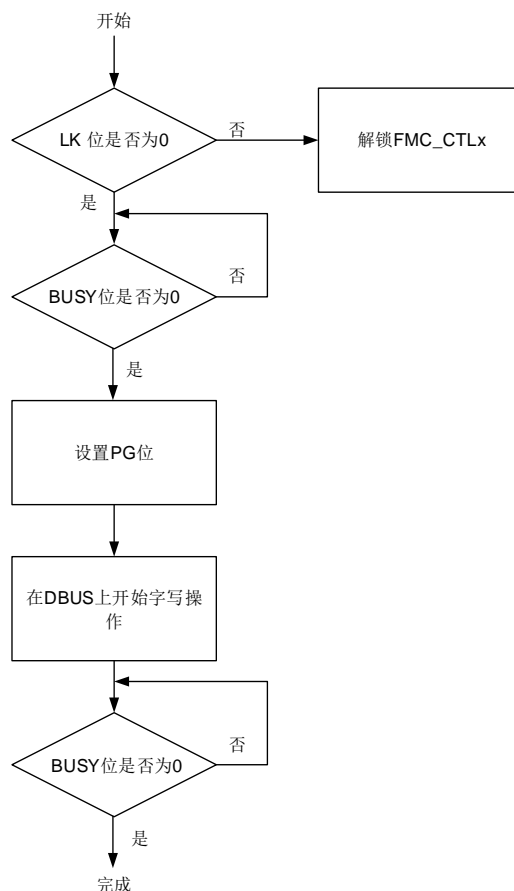 开始
LK 位是否为0
否
解锁FMC_CTLx
是
否
BUSY位是否为0
是
设置PG位
在DBUS上开始字写操
作
否
BUSY位是否为0
是
完成